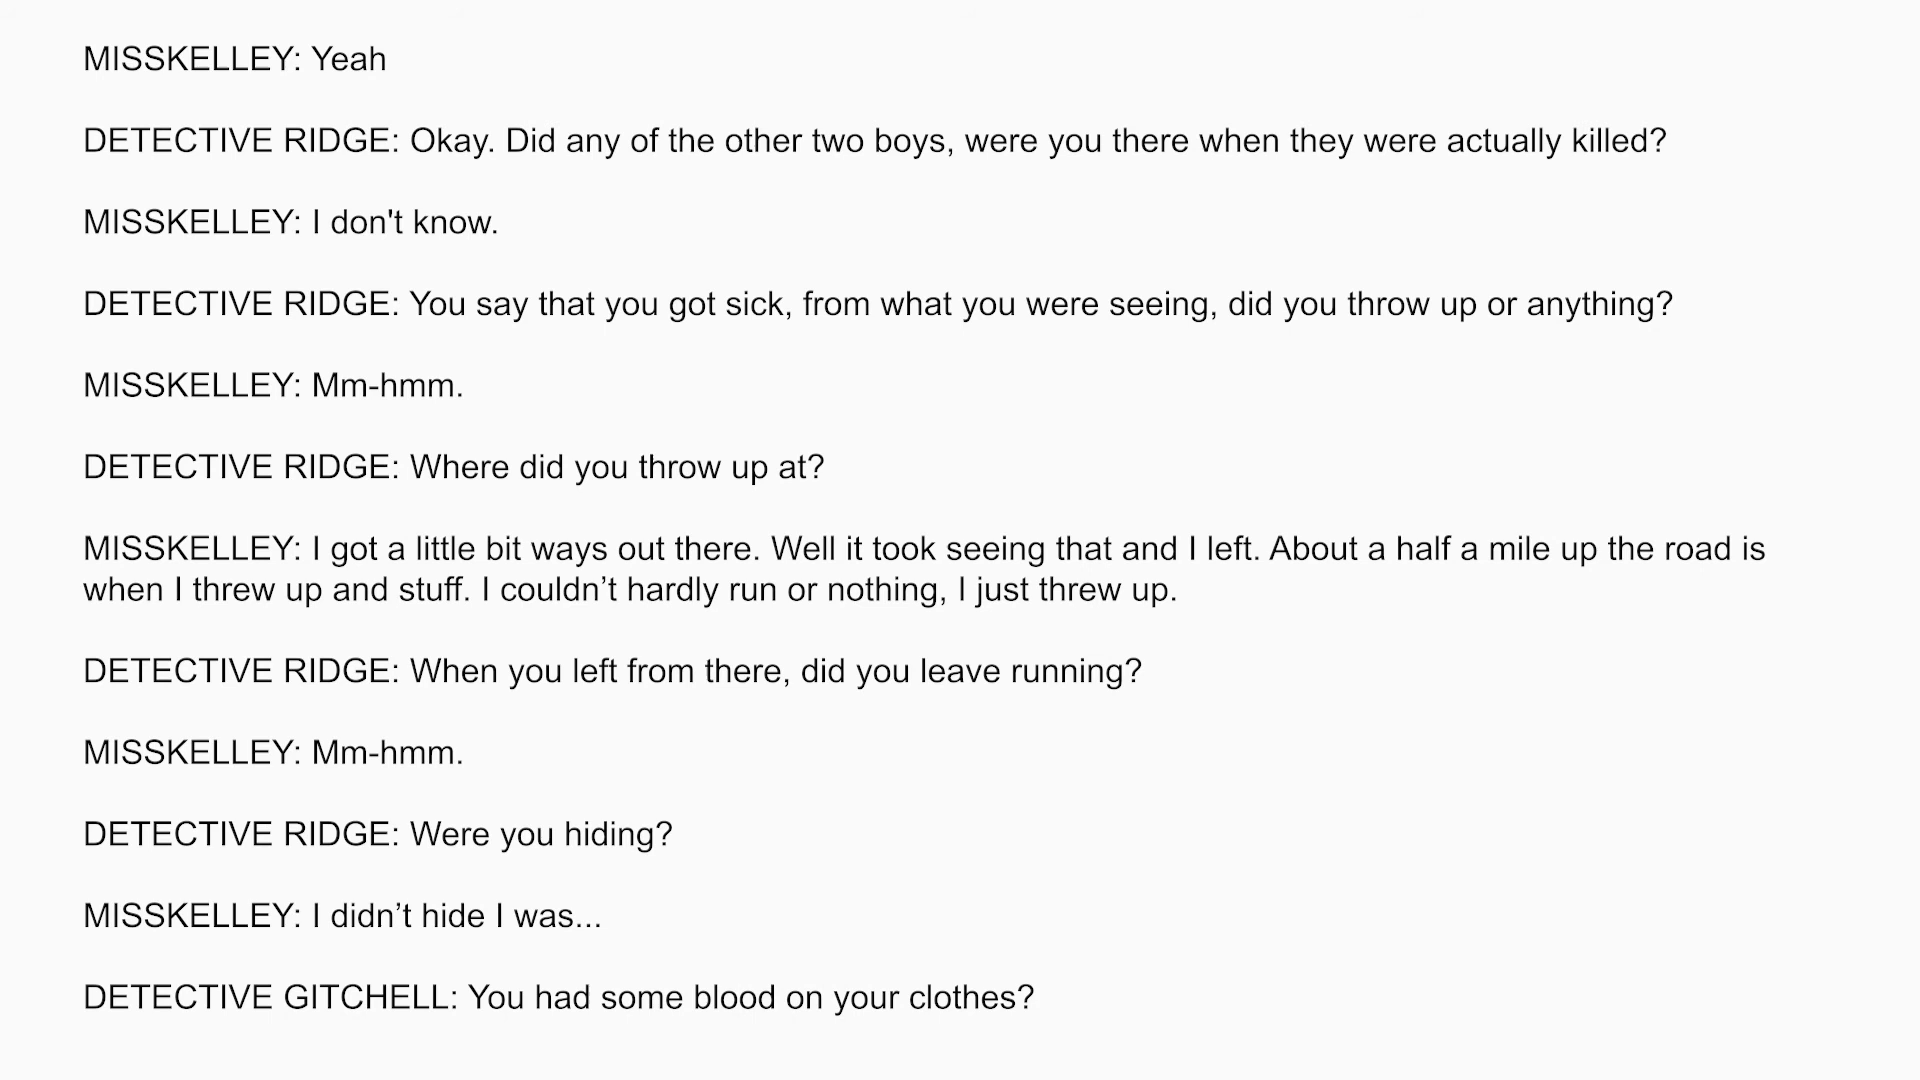 MISSKELLEY: Yeah
DETECTIVE RIDGE: Okay. Did any of the other two boys, were you there when they were actually killed?
MISSKELLEY: I don't know.
DETECTIVE RIDGE: You say that you got sick, from what you were seeing, did you throw up or anything?
MISSKELLEY: Mm-hmm.
DETECTIVE RIDGE: Where did you throw up at?
MISSKELLEY: I got a little bit ways out there. Well it took seeing that and I left. About a half a mile up the road is
when I threw up and stuff. I couldn’t hardly run or nothing, I just threw up.
DETECTIVE RIDGE: When you left from there, did you leave running?
MISSKELLEY: Mm-hmm.
DETECTIVE RIDGE: Were you hiding?
MISSKELLEY: I didn’t hide I was...
DETECTIVE GITCHELL: You had some blood on your clothes?